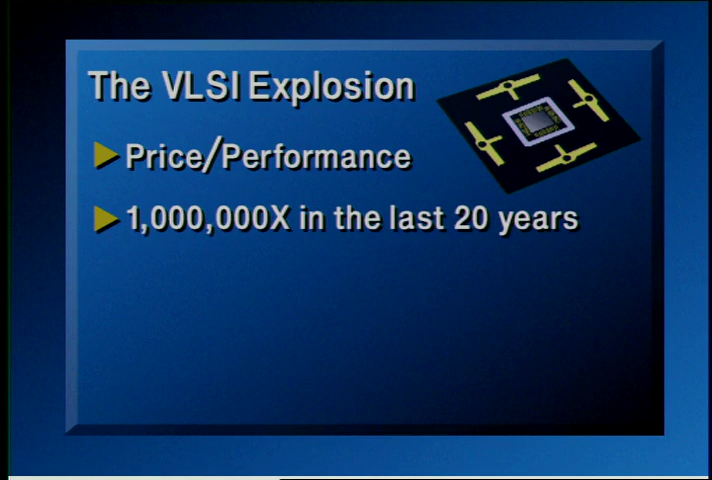 The VLSI Explosion
Price/Performance
1,000,000X in the last 20 years